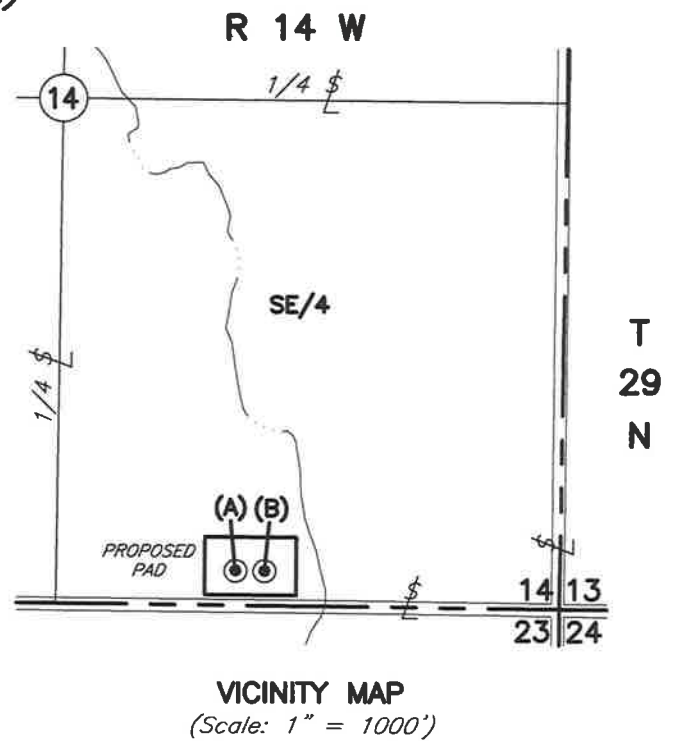 R 14 W
1/4 ℄
14
SE/4
T
29
N
1/4 ℄
(A) (B)
PROPOSED
PAD
℄
℄
14 13
23 24
VICINITY MAP
(Scale: 1" = 1000')